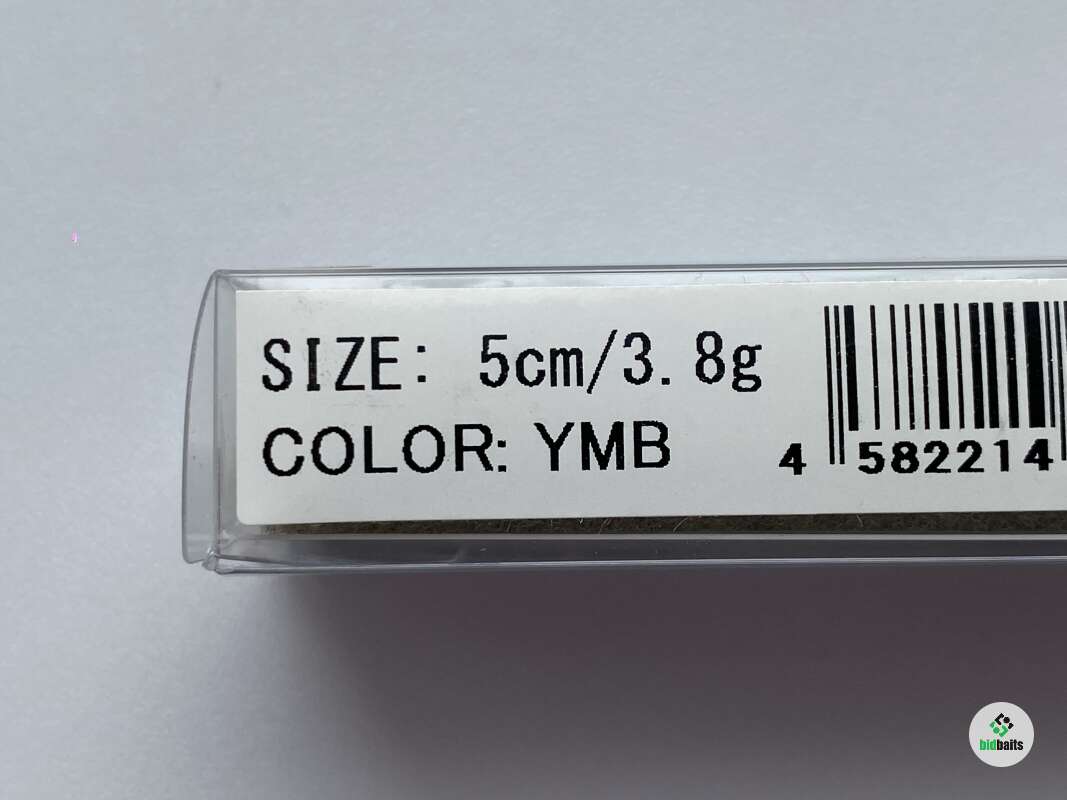 SIZE: 5cm/3.8g
COLOR: YMB
4 582214
bidbaits